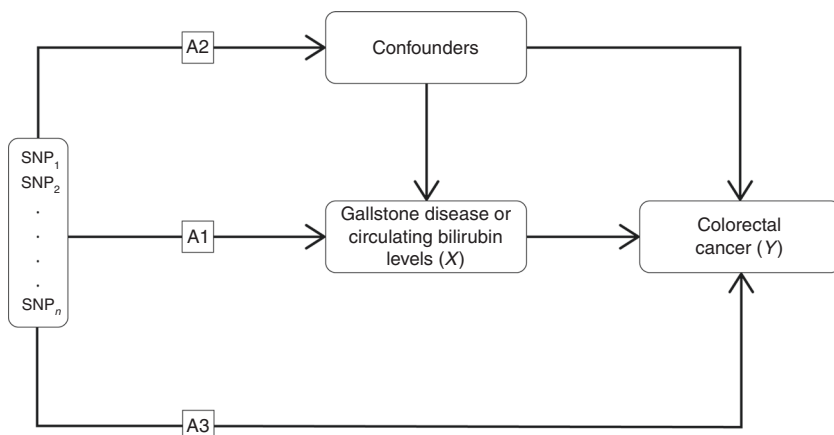 A2
Confounders
SNP₁
SNP₂
.
.
.
.
SNPₙ
A1
Gallstone disease or
circulating bilirubin
levels (X)
Colorectal
cancer (Y)
A3